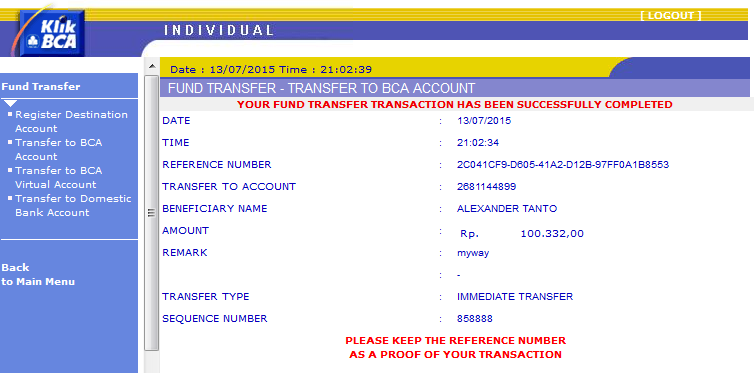 Klik
BCA
INDIVIDUAL
[ LOGOUT ]
Date : 13/07/2015 Time : 21:02:39
Fund Transfer
Register Destination
Account
Transfer to BCA
Account
Transfer to BCA
Virtual Account
Transfer to Domestic
Bank Account
Back
to Main Menu
FUND TRANSFER - TRANSFER TO BCA ACCOUNT
YOUR FUND TRANSFER TRANSACTION HAS BEEN SUCCESSFULLY COMPLETED
DATE : 13/07/2015
TIME : 21:02:34
REFERENCE NUMBER : 2C041CF9-D605-41A2-D12B-97FF0A1B8553
TRANSFER TO ACCOUNT : 2681144899
BENEFICIARY NAME : ALEXANDER TANTO
AMOUNT : Rp. 100.332,00
REMARK : myway
: -
TRANSFER TYPE : IMMEDIATE TRANSFER
SEQUENCE NUMBER : 858888
PLEASE KEEP THE REFERENCE NUMBER
AS A PROOF OF YOUR TRANSACTION